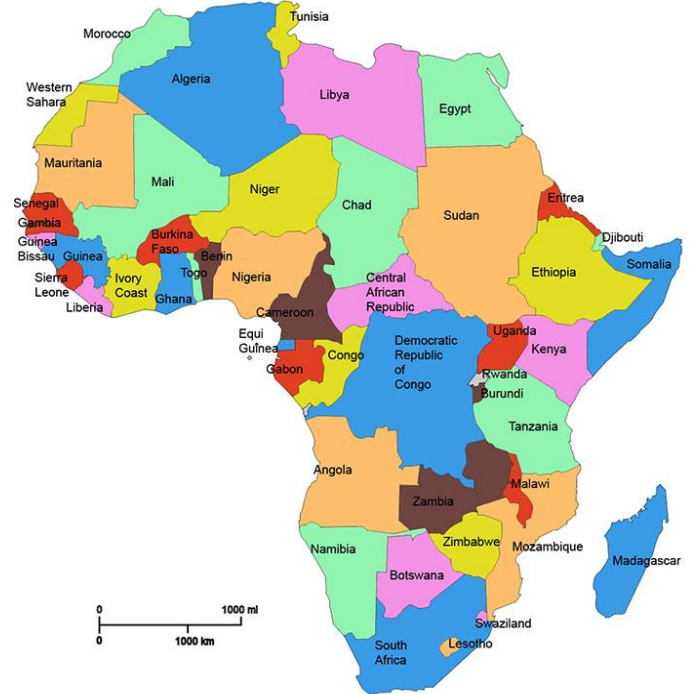 Tunisia
Morocco
Algeria
Libya
Egypt
Western
Sahara
Mauritania
Mali
Niger
Chad
Sudan
Eritrea
Senegal
Gambia
Guinea
Bissau
Guinea
Sierra
Leone
Liberia
Ivory
Coast
Burkina
Faso
Ghana
Togo
Benin
Nigeria
Cameroon
Central
African
Republic
Djibouti
Somalia
Ethiopia
Equi
Guinea
Gabon
Congo
Democratic
Republic
of
Congo
Uganda
Kenya
Rwanda
Burundi
Tanzania
Angola
Zambia
Malawi
Mozambique
Zimbabwe
Madagascar
Namibia
Botswana
Swaziland
Lesotho
South
Africa
0 1000 mi
0 1000 km